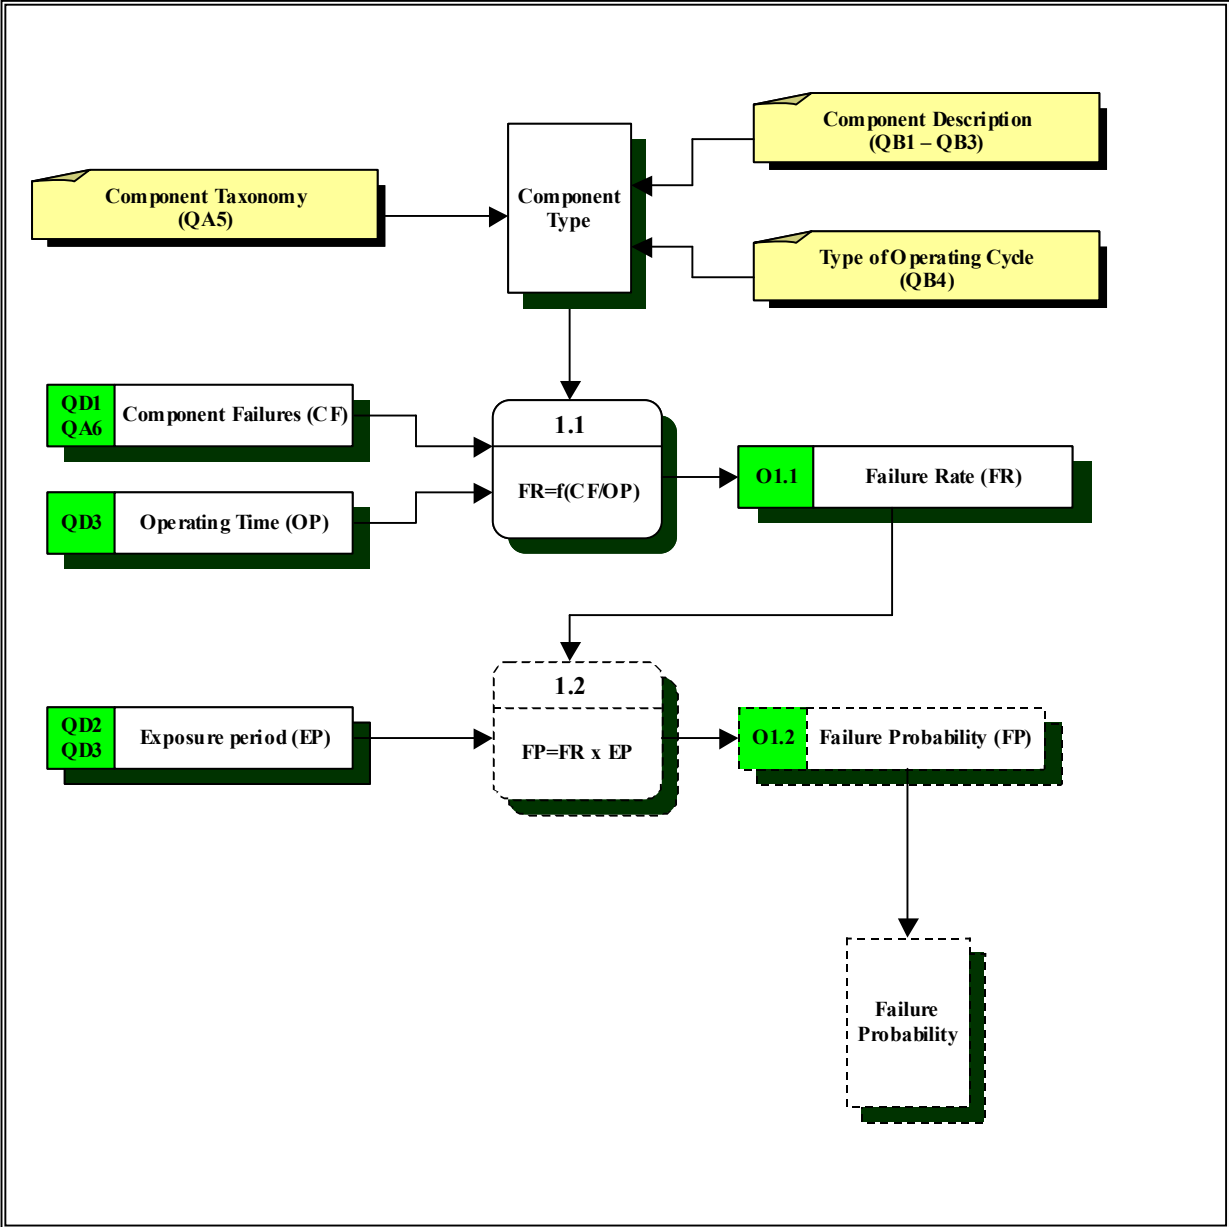 Component Description
(QB1 – QB3)
Component Taxonomy
(QA5)
Component
Type
Type of Operating Cycle
(QB4)
QD1
QA6
Component Failures (CF)
1.1
FR=f(CF/OP)
O1.1
Failure Rate (FR)
QD3
Operating Time (OP)
1.2
FP=FR x EP
QD2
QD3
Exposure period (EP)
O1.2
Failure Probability (FP)
Failure
Probability